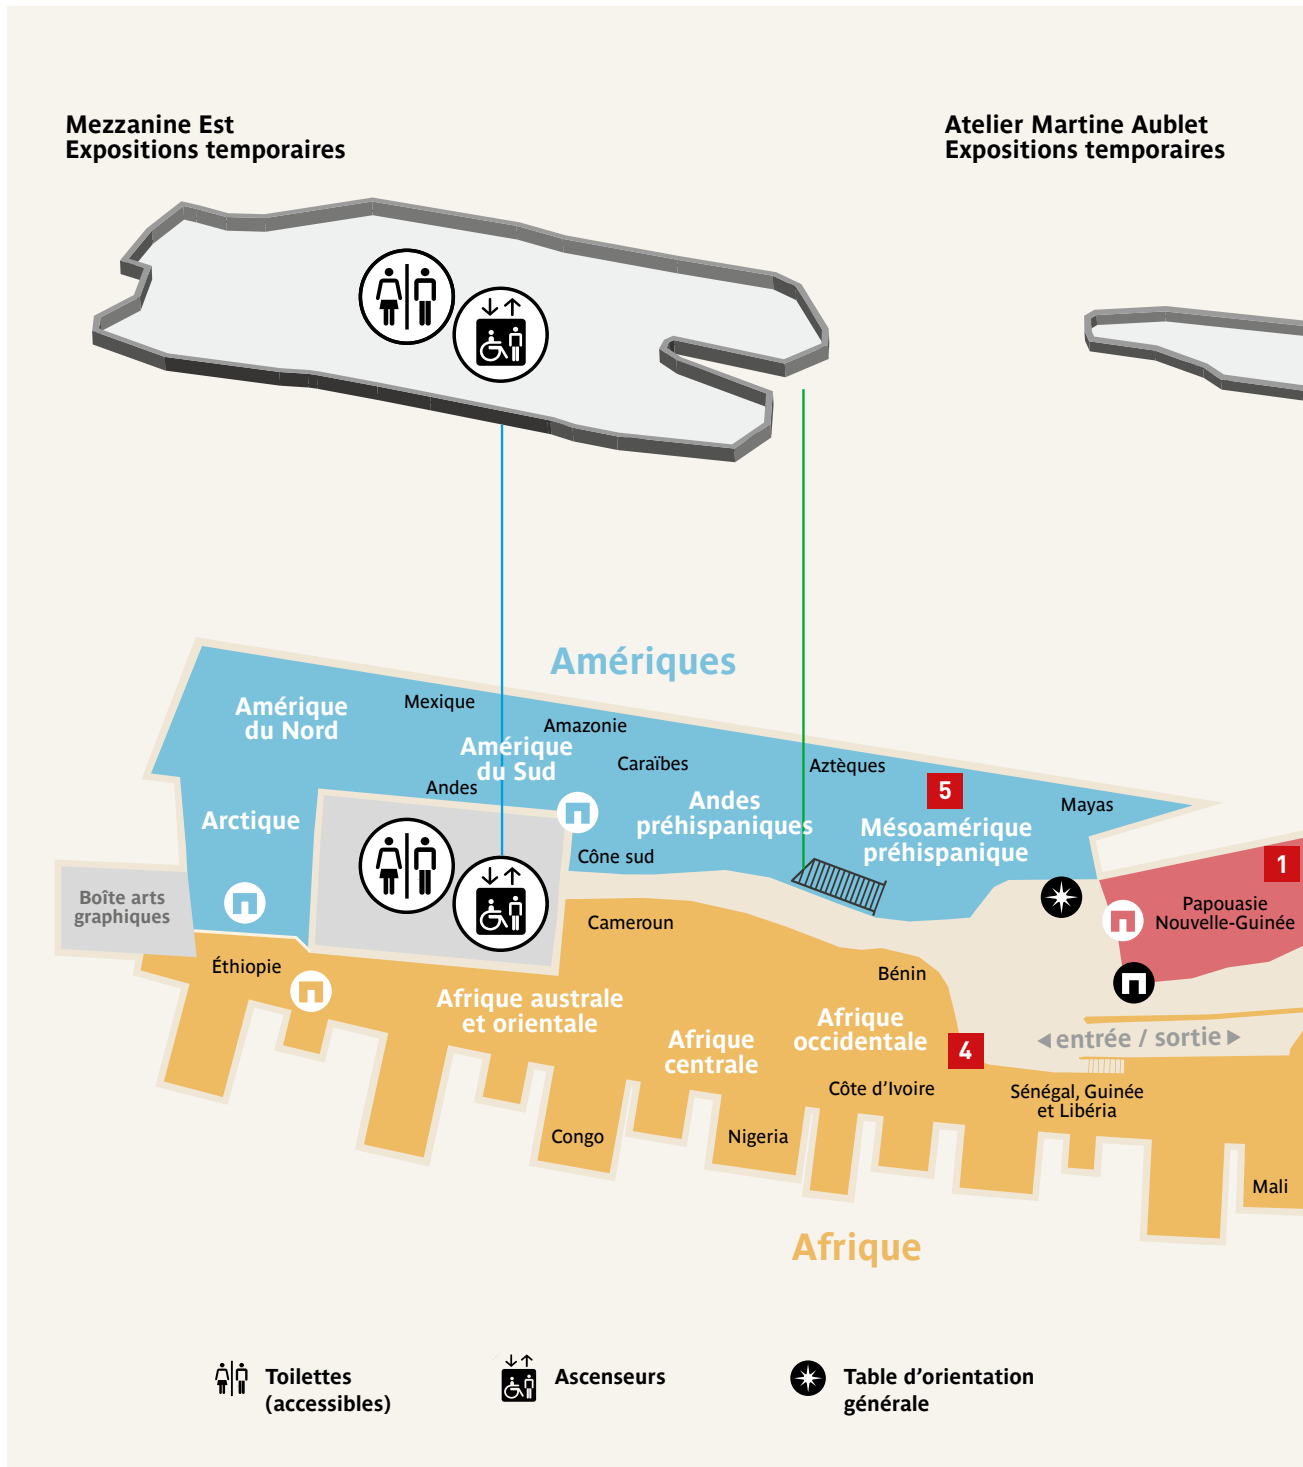 Mezzanine Est
Expositions temporaires
Atelier Martine Aublet
Expositions temporaires
Amériques
Amérique
du Nord
Mexique
Amazonie
Amérique
du Sud
Caraïbes
Aztèques
Andes
5
Andes
préhispaniques
Mayas
Arctique
Mésoamérique
préhispanique
Cône sud
1
Boîte arts
graphiques
Papouasie
Nouvelle-Guinée
Cameroun
Éthiopie
Bénin
Afrique australe
et orientale
Afrique
occidentale
Afrique
centrale
4
entrée / sortie
Côte d’Ivoire
Sénégal, Guinée
et Libéria
Congo
Nigeria
Mali
Afrique
Toilettes
(accessibles)
Ascenseurs
Table d’orientation
générale